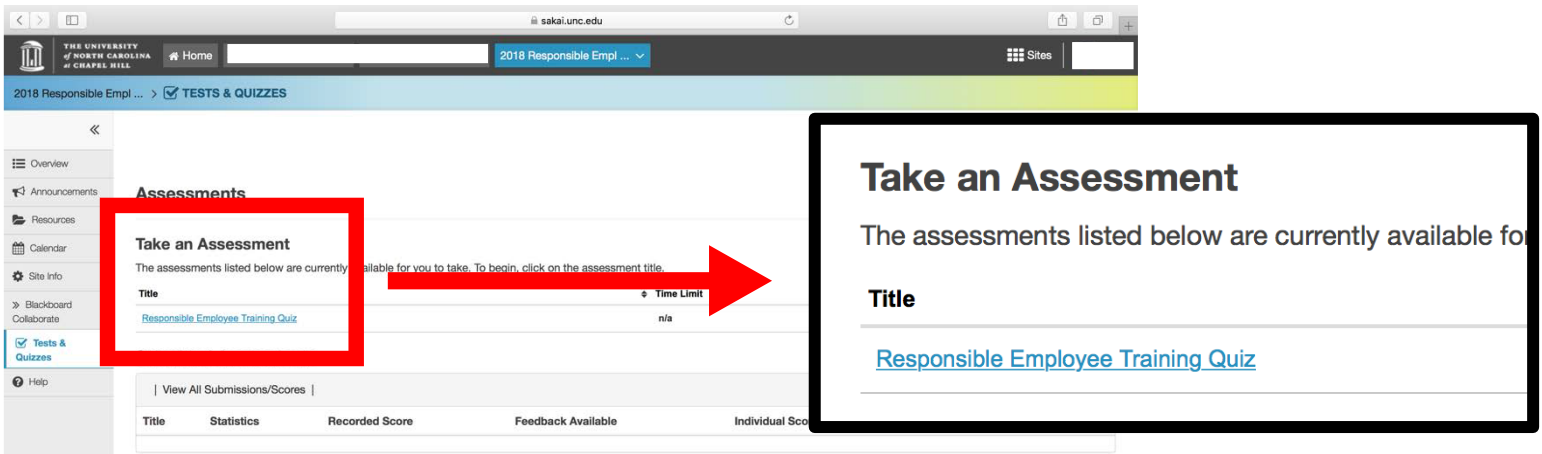 sakai.unc.edu
THE UNIVERSITY
of NORTH CAROLINA
at CHAPEL HILL
Home
2018 Responsible Empl ...
Sites
2018 Responsible Empl ... > TESTS & QUIZZES
Overview
Announcements
Resources
Calendar
Site Info
Blackboard
Collaborate
Tests &
Quizzes
Help
Assessments
Take an Assessment
The assessments listed below are currently available for you to take. To begin, click on the assessment title.
Title Time Limit
Responsible Employee Training Quiz n/a
| View All Submissions/Scores |
Title Statistics Recorded Score Feedback Available Individual Sco
Take an Assessment
The assessments listed below are currently available for
Title
Responsible Employee Training Quiz